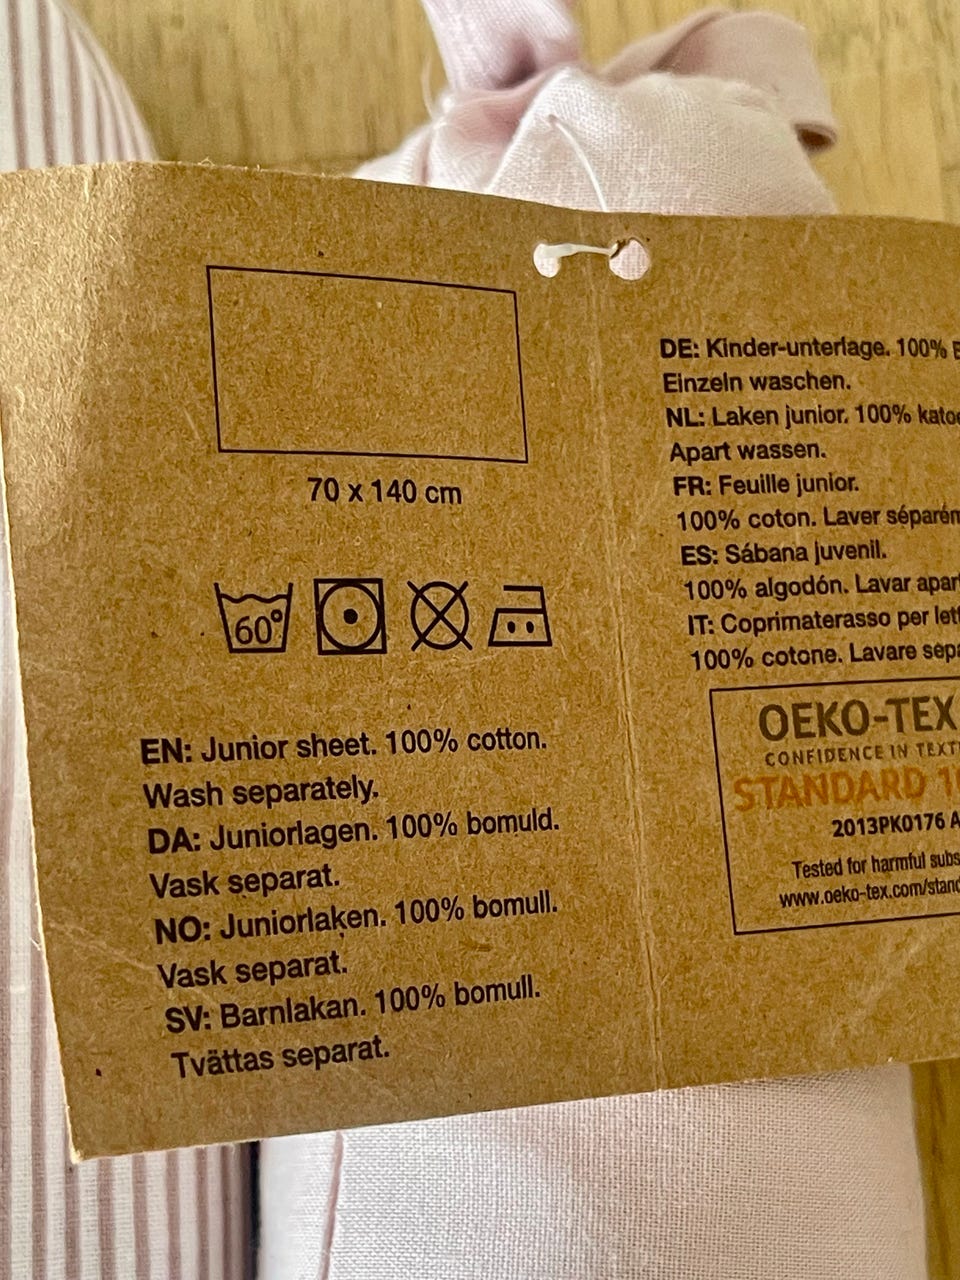 70 x 140 cm
60°
EN: Junior sheet. 100% cotton.
Wash separately.
DA: Juniorlagen. 100% bomuld.
Vask separat.
NO: Juniorlaken. 100% bomull.
Vask separat.
SV: Barnlakan. 100% bomull.
Tvättas separat.
DE: Kinder-unterlage. 100%
Einzeln waschen.
NL: Laken junior. 100%
Apart wassen.
FR: Feuille junior.
100% coton. Laver
ES: Sábana juvenil.
100% algodón. Lavar
IT: Coprimaterasso per
100% cotone. Lavare
OEKO-TEX
CONFIDENCE IN
STANDARD
2013PK0176
Tested for harmful